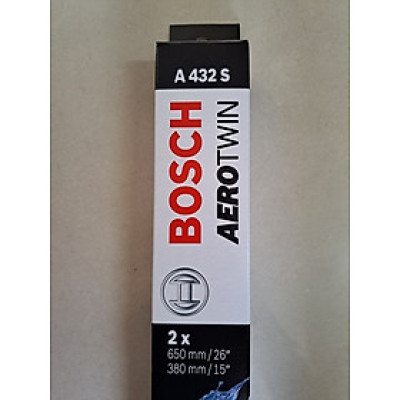 A 432 S
BOSCH
AEROTWIN
2 x
650 mm / 26"
380 mm / 15"